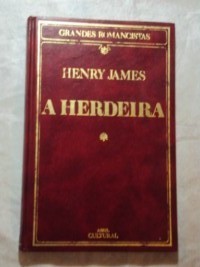 GRANDES ROMANCISTAS
HENRY JAMES
A HERDEIRA
ABRIL
CULTURAL